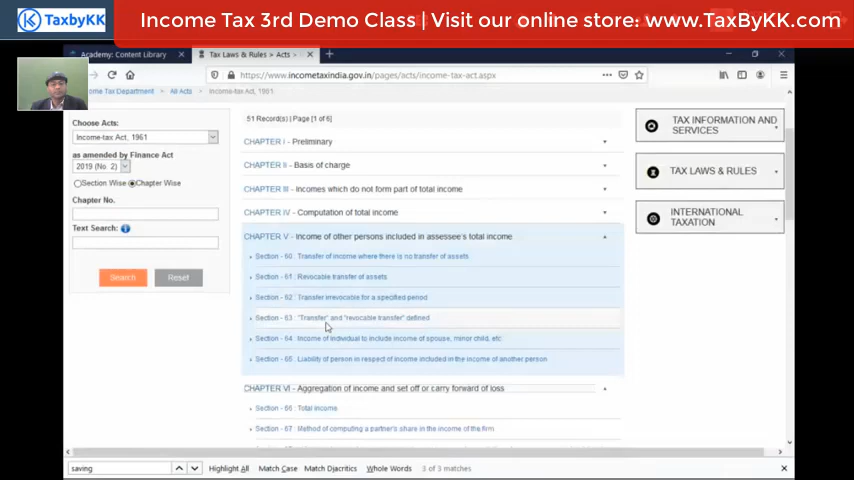 TaxbyKK
Income Tax 3rd Demo Class | Visit our online store: www.TaxByKK.com
Academy: Content Library
Tax Laws & Rules > Acts >
https://www.incometaxindia.gov.in/pages/acts/income-tax-act.aspx
Income Tax Department
All Acts
Income-tax Act, 1961
Choose Acts:
Income-tax Act, 1961
as amended by Finance Act
2019 (No. 2)
Section Wise
Chapter Wise
Chapter No.
Text Search:
Search
Reset
51 Record(s) | Page [1 of 6]
CHAPTER I - Preliminary
CHAPTER II - Basis of charge
CHAPTER III - Incomes which do not form part of total income
CHAPTER IV - Computation of total income
CHAPTER V - Income of other persons included in assessee's total income
Section - 60 : Transfer of income where there is no transfer of assets
Section - 61 : Revocable transfer of assets
Section - 62 : Transfer irrevocable for a specified period
Section - 63 : "Transfer" and "revocable transfer" defined
Section - 64 : Income of individual to include income of spouse, minor child, etc
Section - 65 : Liability of person in respect of income included in the income of another person
CHAPTER VI - Aggregation of income and set off or carry forward of loss
Section - 66 : Total income
Section - 67 : Method of computing a partner's share in the income of the firm
TAX INFORMATION AND
SERVICES
TAX LAWS & RULES
INTERNATIONAL
TAXATION
saving
Highlight All
Match Case
Match Diacritics
Whole Words
3 of 3 matches